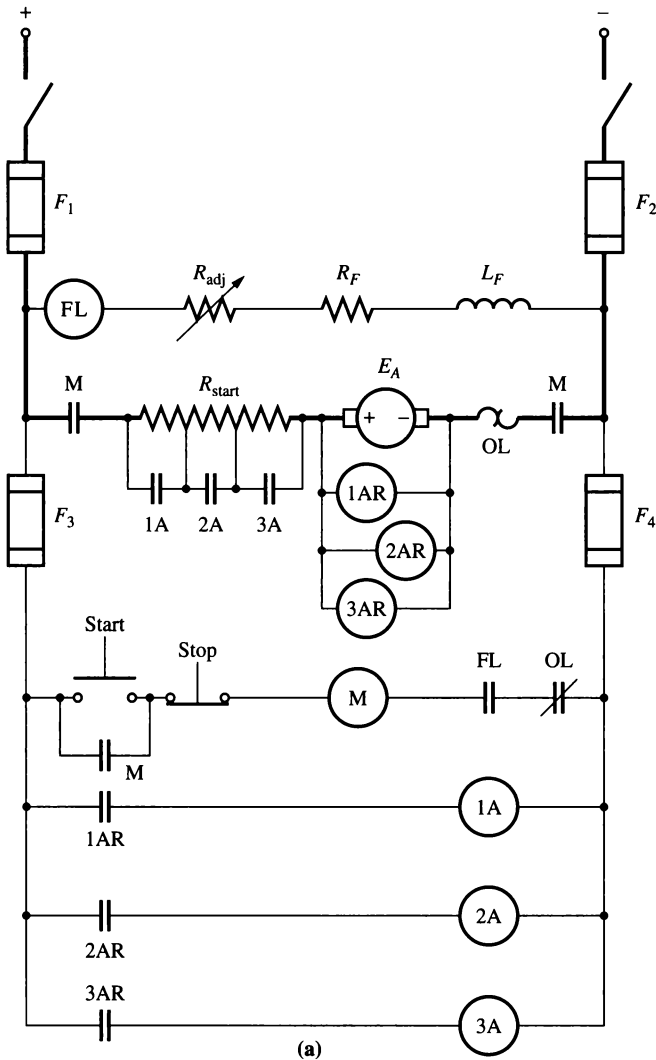 + −
F1 F2
Radj RF LF
FL
EA
M Rstart M
+ −
OL
1A 2A 3A 1AR
F3 F4
2AR
3AR
Start
Stop
FL OL
M
M
1A
1AR
2A
2AR
3AR
3A
(a)